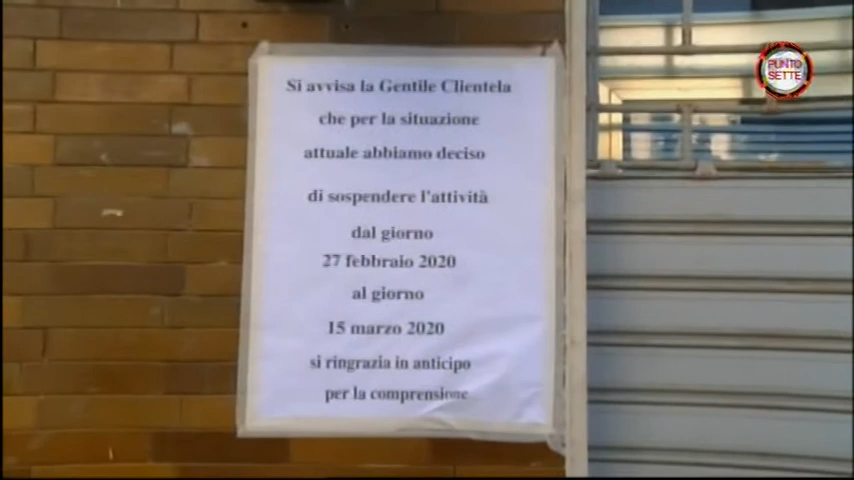 Si avvisa la Gentile Clientela
che per la situazione
attuale abbiamo deciso
di sospendere l'attività
dal giorno
27 febbraio 2020
al giorno
15 marzo 2020
si ringrazia in anticipo
per la comprensione
PUNTO
SETTE